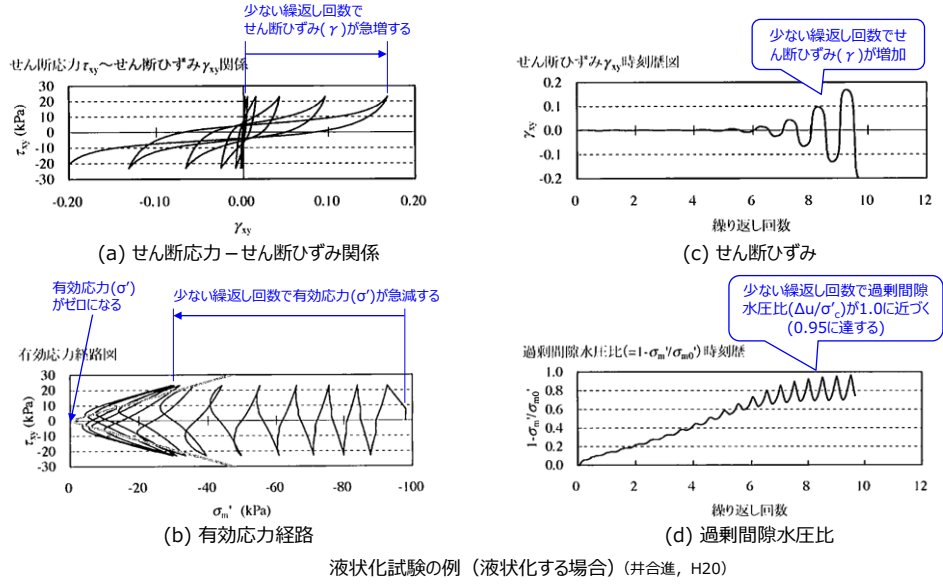 少ない繰返し回数で
せん断ひずみ(γ)が急増する
せん断応力τxy～せん断ひずみγxy関係
30
20
10
0
-10
-20
-30
τxy (kPa)
-0.20
-0.10
0.00
0.10
0.20
γxy
(a) せん断応力－せん断ひずみ関係
少ない繰返し回数でせ
ん断ひずみ(γ)が増加
せん断ひずみγxy時刻歴図
0.2
0.1
0.0
-0.1
-0.2
γxy
0
2
4
6
8
10
12
繰り返し回数
(c) せん断ひずみ
有効応力(σ')
がゼロになる
少ない繰返し回数で有効応力(σ')が急減する
有効応力経路図
30
20
10
0
-10
-20
-30
τxy (kPa)
0
-20
-40
-60
-80
-100
σm' (kPa)
(b) 有効応力経路
少ない繰返し回数で過剰間隙
水圧比(Δu/σ'c)が1.0に近づく
(0.95に達する)
過剰間隙水圧比(=1-σm'/σm0')時刻歴
1.0
0.8
0.6
0.4
0.2
0.0
1-σm'/σm0'
0
2
4
6
8
10
12
繰り返し回数
(d) 過剰間隙水圧比
液状化試験の例（液状化する場合）(井合進，H20)